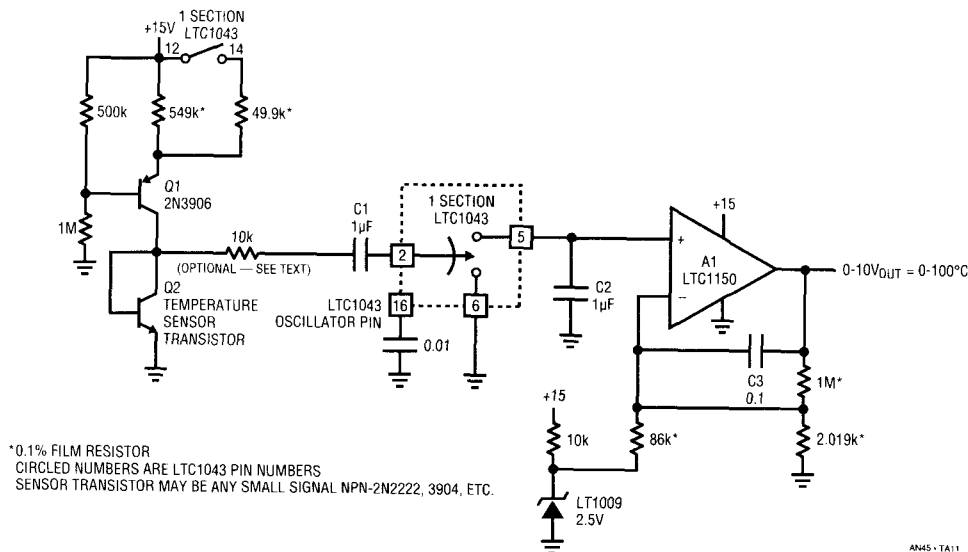 1 SECTION
LTC1043
+15V
12
14
500k
549k*
49.9k*
Q1
2N3906
1M
10k
(OPTIONAL — SEE TEXT)
C1
1µF
2
1 SECTION
LTC1043
5
6
16
LTC1043
OSCILLATOR PIN
0.01
Q2
TEMPERATURE
SENSOR
TRANSISTOR
C2
1µF
+15
+
−
A1
LTC1150
0-10VOUT = 0-100°C
C3
0.1
1M*
2.019k*
+15
10k
86k*
LT1009
2.5V
*0.1% FILM RESISTOR
CIRCLED NUMBERS ARE LTC1043 PIN NUMBERS
SENSOR TRANSISTOR MAY BE ANY SMALL SIGNAL NPN-2N2222, 3904, ETC.
AN45 • TA11